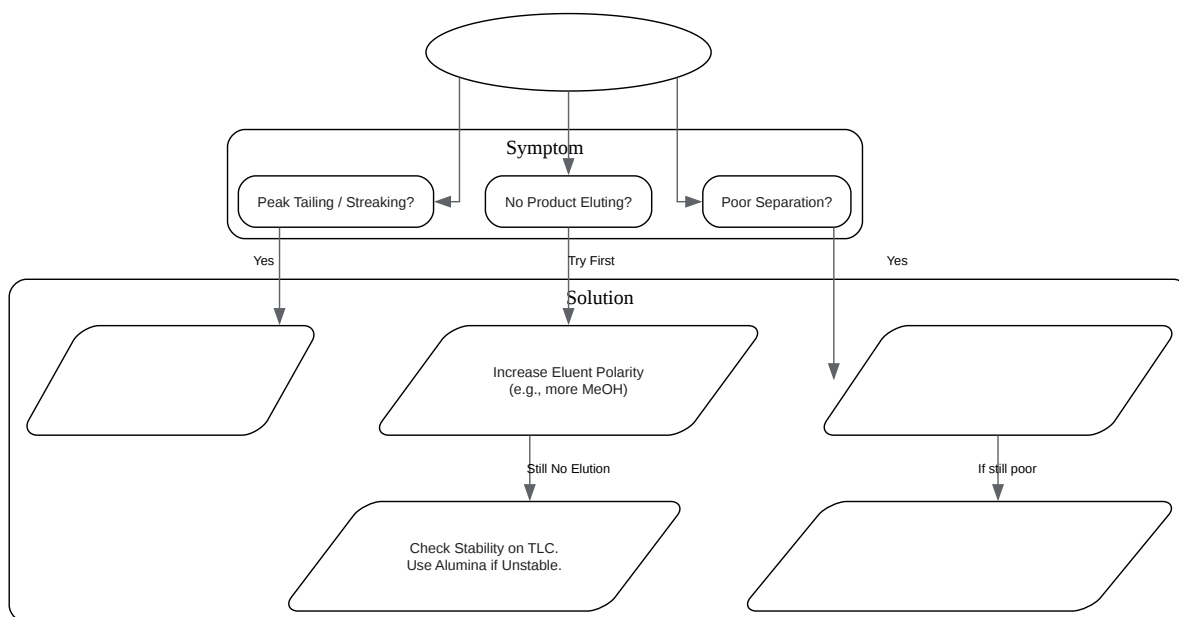 Symptom
Peak Tailing / Streaking?
No Product Eluting?
Poor Separation?
Yes
Try First
Yes
Solution
Increase Eluent Polarity
(e.g., more MeOH)
Still No Elution
If still poor
Check Stability on TLC.
Use Alumina if Unstable.